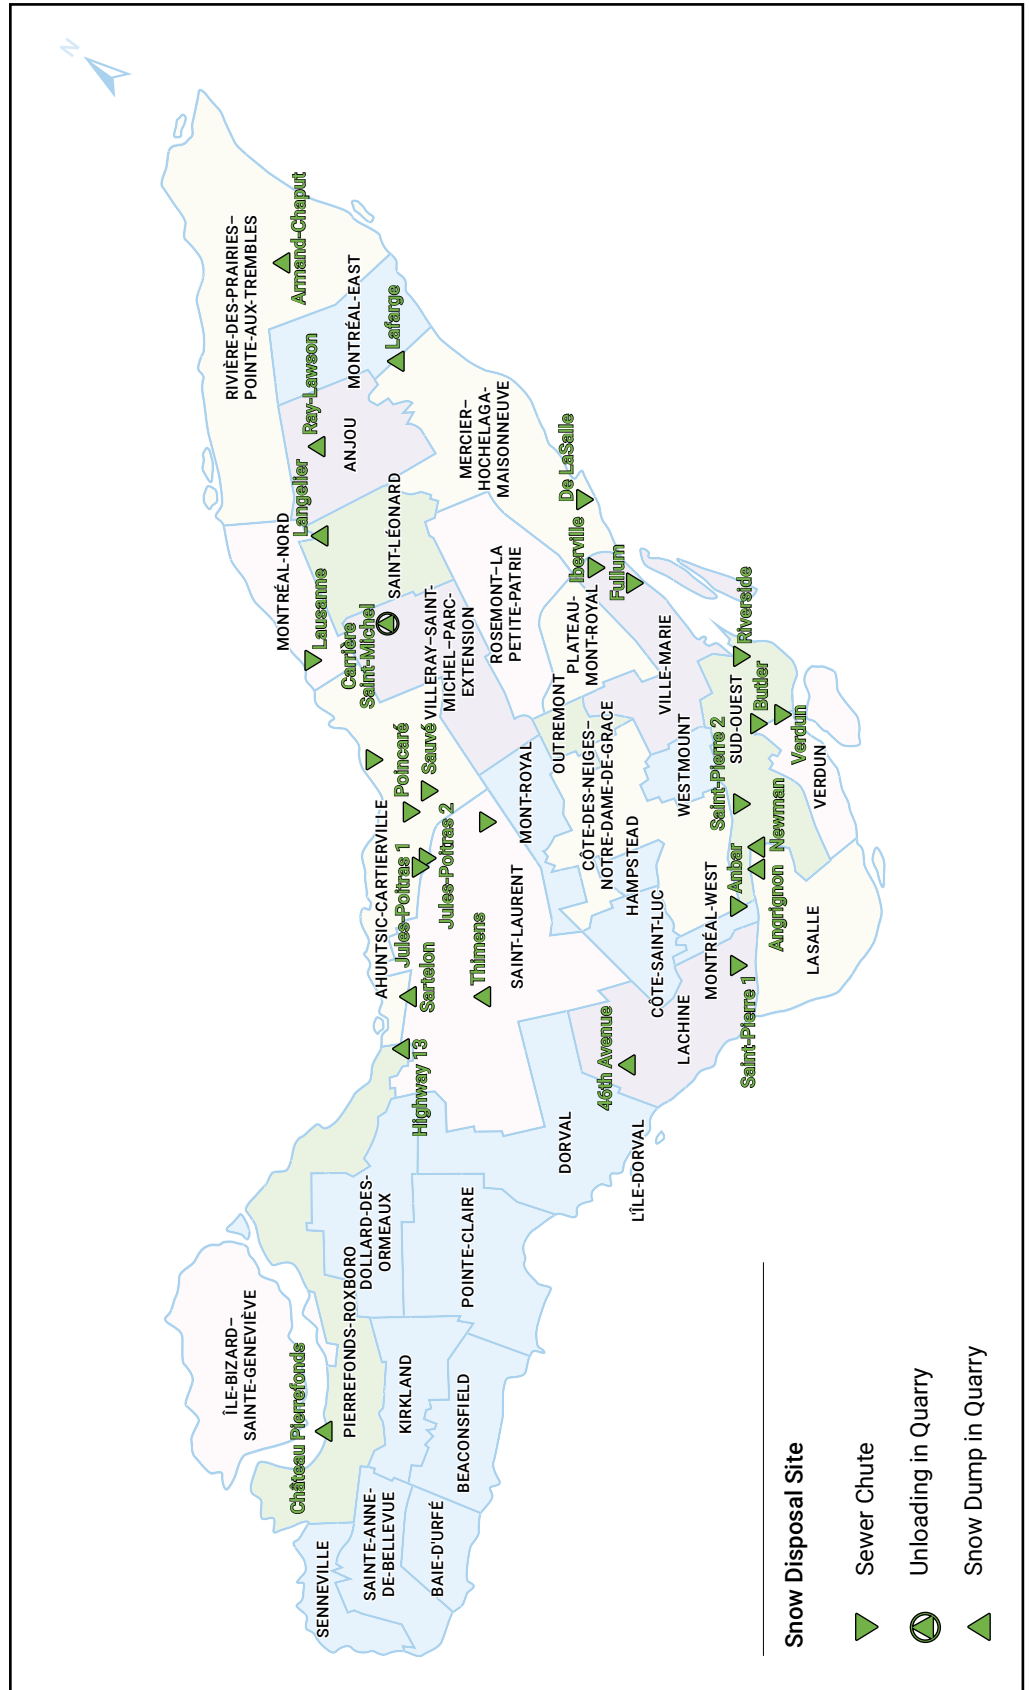 N
RIVIÈRE-DES-PRAIRIES–
POINTE-AUX-TREMBLES
Armand-Chaput
MONTRÉAL-EAST
Lafarge
Ray-Lawson
ANJOU
Langelier
MERCIER–
HOCHELAGA-
MAISONNEUVE
MONTRÉAL-NORD
Lausanne
SAINT-LÉONARD
Carrière
Saint-Michel
VILLERAY–SAINT-
MICHEL–PARC-
EXTENSION
ROSEMONT–LA
PETITE-PATRIE
De LaSalle
Iberville
Fullum
PLATEAU-
MONT-ROYAL
VILLE-MARIE
Riverside
Butler
SUD-OUEST
Verdun
VERDUN
Saint-Pierre 2
WESTMOUNT
OUTREMONT
CÔTE-DES-NEIGES–
NOTRE-DAME-DE-GRACE
MONT-ROYAL
HAMPSTEAD
CÔTE-SAINT-LUC
MONTRÉAL-WEST
Anbar
Newman
Angrignon
LASALLE
Saint-Pierre 1
LACHINE
46th Avenue
Poincaré
Sauvé
AHUNTSIC-CARTIERVILLE
Jules-Poitras 1
Jules-Poitras 2
Sartelon
Thimens
SAINT-LAURENT
Highway 13
DORVAL
L'ÎLE-DORVAL
DOLLARD-DES-
ORMEAUX
POINTE-CLAIRE
PIERREFONDS-ROXBORO
ÎLE-BIZARD–
SAINTE-GENEVIÈVE
Château Pierrefonds
KIRKLAND
BEACONSFIELD
SAINTE-ANNE-
DE-BELLEVUE
BAIE-D'URFÉ
SENNEVILLE
Snow Disposal Site
Sewer Chute
Unloading in Quarry
Snow Dump in Quarry